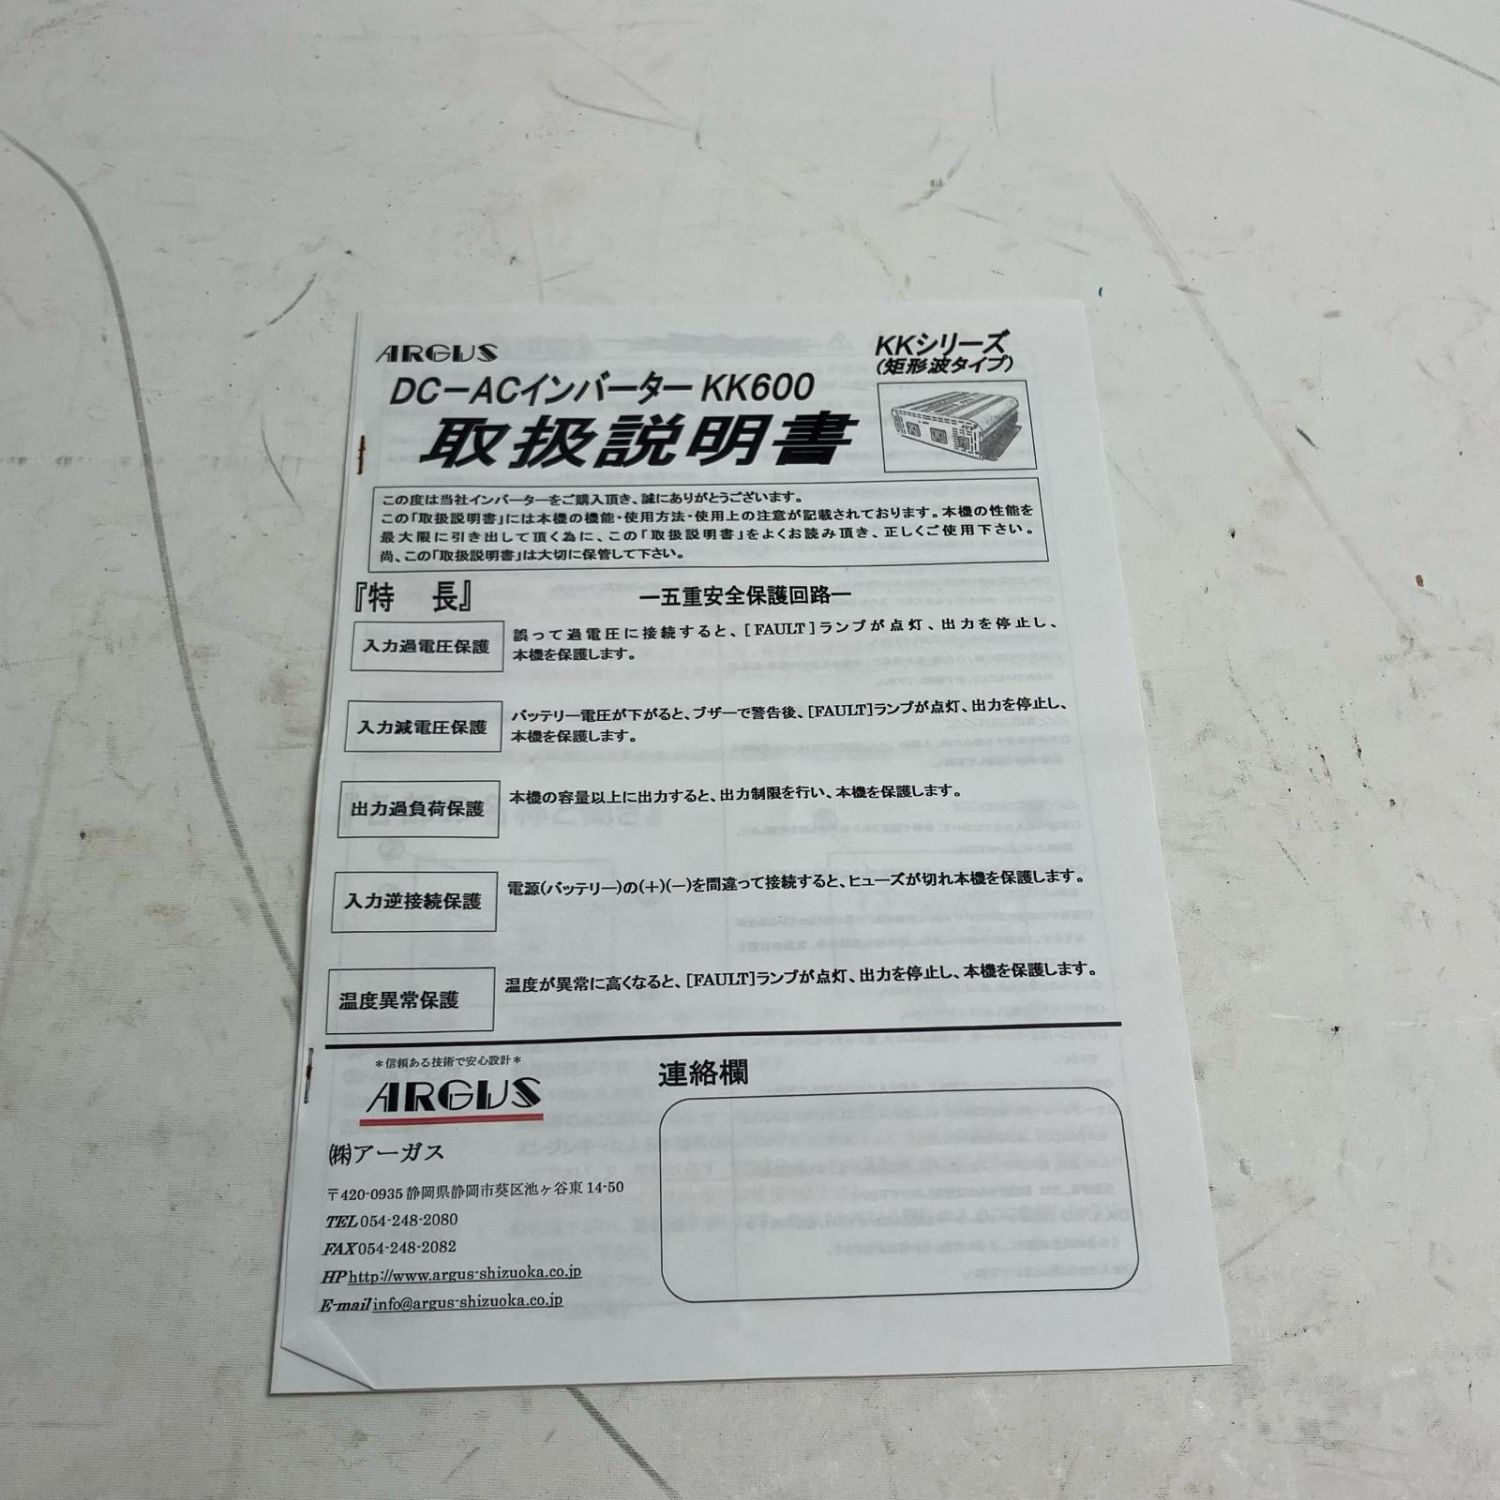 ARGUS
KKシリーズ
(矩形波タイプ)
DC－ACインバーター KK600
取扱説明書
この度は当社インバーターをご購入頂き、誠にありがとうございます。
この「取扱説明書」には本機の機能・使用方法・使用上の注意が記載されております。本機の性能を
最大限に引き出して頂く為に、この「取扱説明書」をよくお読み頂き、正しくご使用下さい。
尚、この「取扱説明書」は大切に保管して下さい。
『特　長』
―五重安全保護回路―
入力過電圧保護
誤って過電圧に接続すると、[FAULT]ランプが点灯、出力を停止し、
本機を保護します。
入力減電圧保護
バッテリー電圧が下がると、ブザーで警告後、[FAULT]ランプが点灯、出力を停止し、
本機を保護します。
出力過負荷保護
本機の容量以上に出力すると、出力制限を行い、本機を保護します。
入力逆接続保護
電源(バッテリー)の(+)(−)を間違って接続すると、ヒューズが切れ本機を保護します。
温度異常保護
温度が異常に高くなると、[FAULT]ランプが点灯、出力を停止し、本機を保護します。
＊信頼ある技術で安心設計＊
ARGUS
㈱アーガス
〒420-0935 静岡県静岡市葵区池ヶ谷東 14-50
TEL 054-248-2080
FAX 054-248-2082
HP http://www.argus-shizuoka.co.jp
E-mail info@argus-shizuoka.co.jp
連絡欄